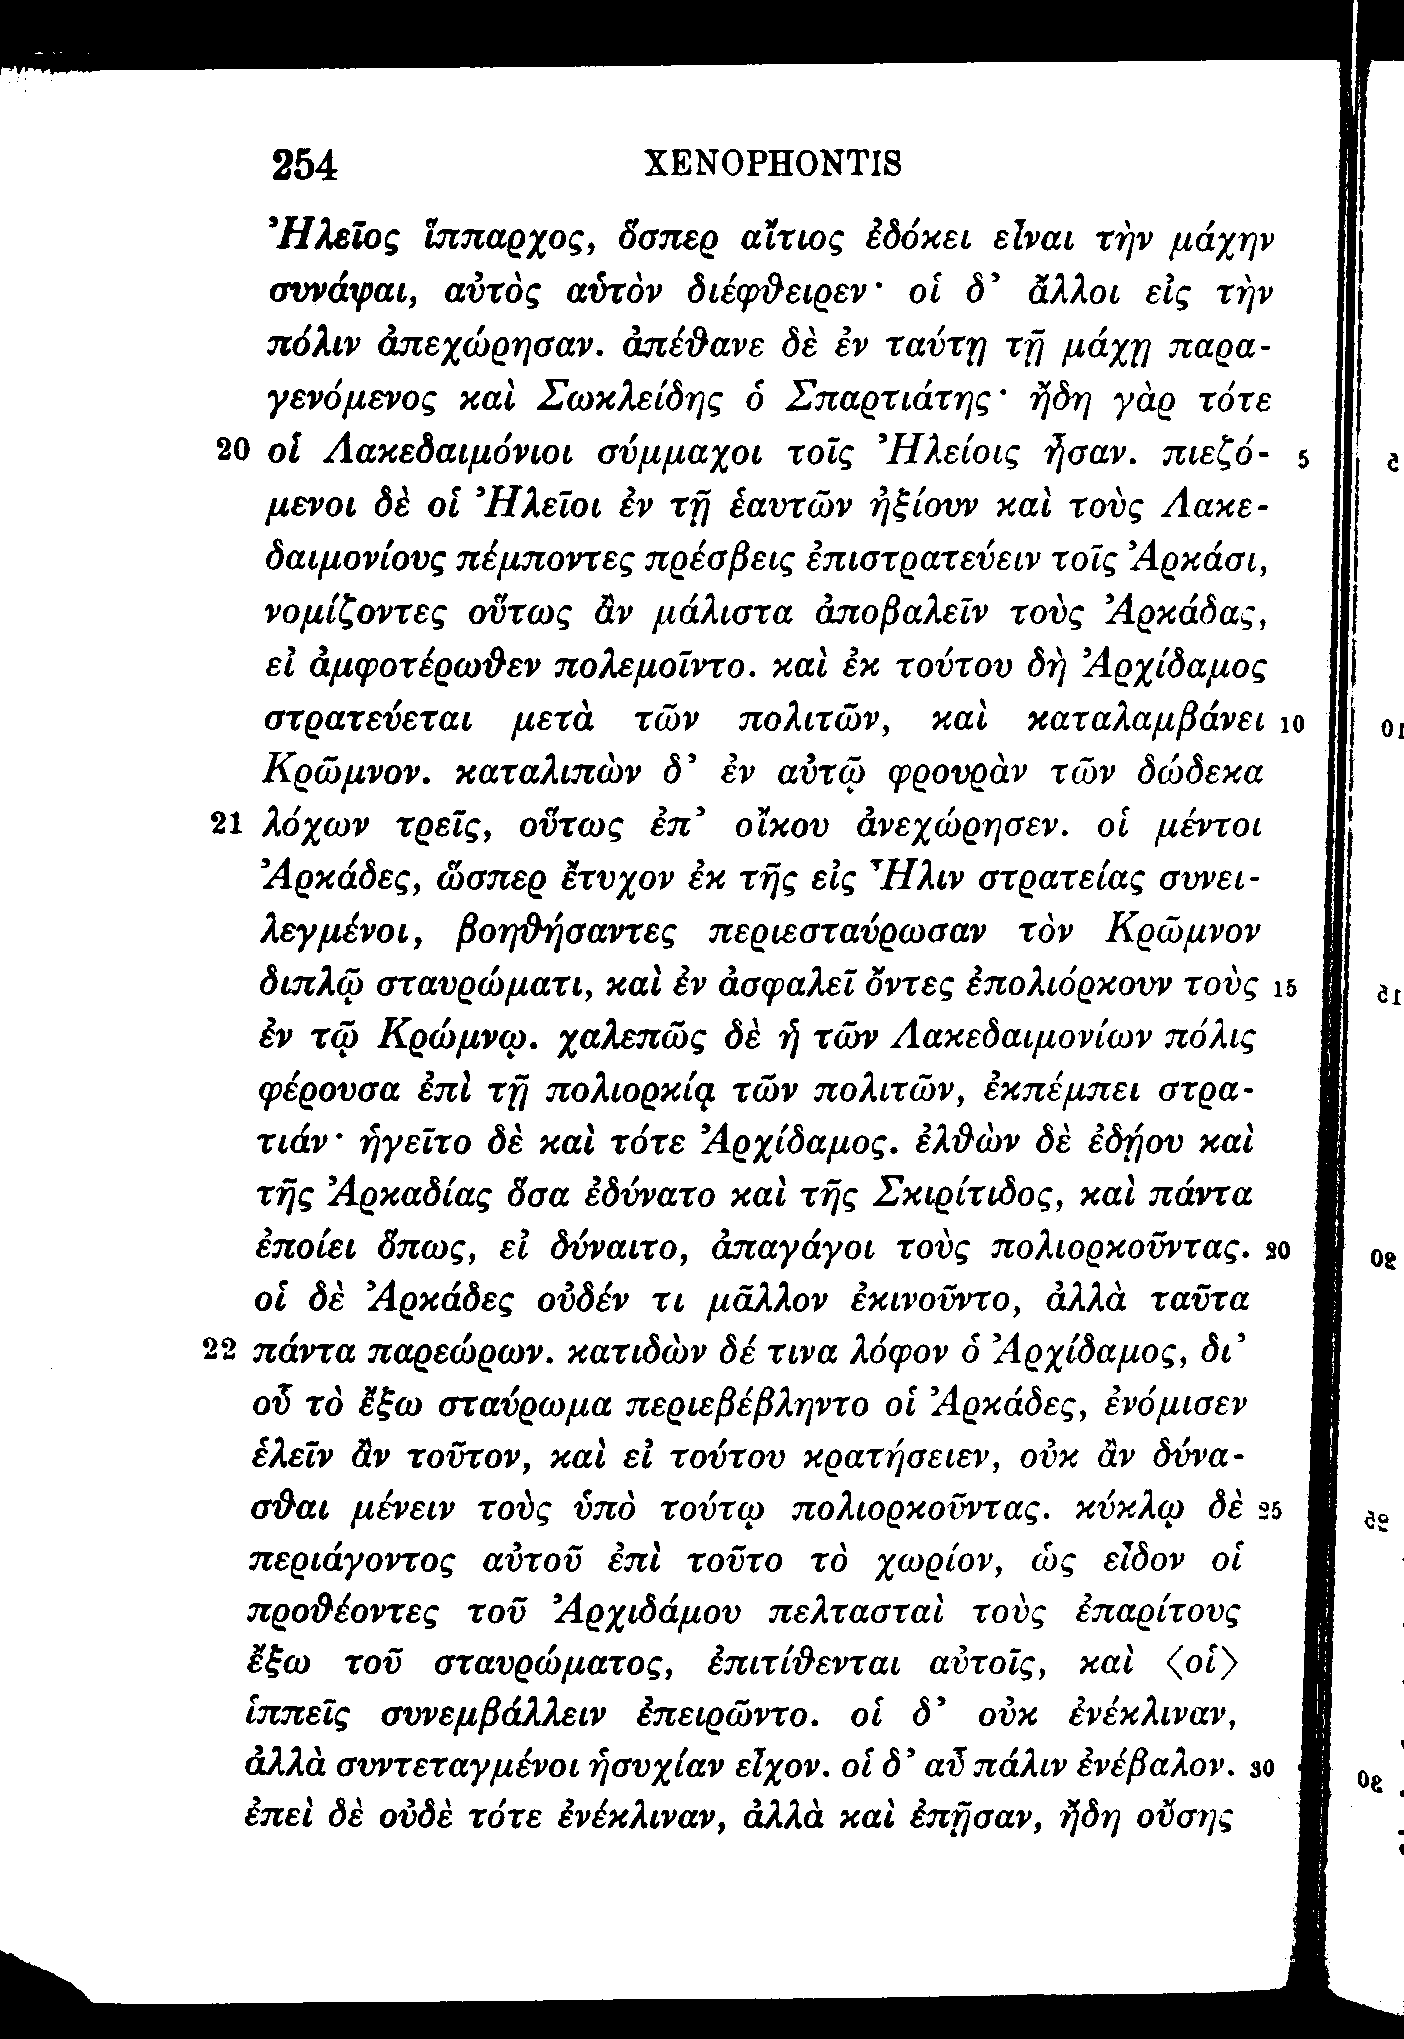 254 XENOPHONTIS
Ἠλεῖος ἵππαρχος, ὅσπερ αἴτιος ἐδόκει εἶναι τὴν μάχην
συνάψαι, αὐτὸς αὑτὸν διέφθειρεν· οἱ δ’ ἄλλοι εἰς τὴν
πόλιν ἀπεχώρησαν. ἀπέθανε δὲ ἐν ταύτῃ τῇ μάχῃ παρα-
γενόμενος καὶ Σωκλείδης ὁ Σπαρτιάτης· ἤδη γὰρ τότε
20 οἱ Λακεδαιμόνιοι σύμμαχοι τοῖς Ἠλείοις ἦσαν. πιεζό- 5
μενοι δὲ οἱ Ἠλεῖοι ἐν τῇ ἑαυτῶν ἠξίουν καὶ τοὺς Λακε-
δαιμονίους πέμποντες πρέσβεις ἐπιστρατεύειν τοῖς Ἀρκάσι,
νομίζοντες οὕτως ἂν μάλιστα ἀποβαλεῖν τοὺς Ἀρκάδας,
εἰ ἀμφοτέρωθεν πολεμοῖντο. καὶ ἐκ τούτου δὴ Ἀρχίδαμος
στρατεύεται μετὰ τῶν πολιτῶν, καὶ καταλαμβάνει 10
Κρῶμνον. καταλιπὼν δ’ ἐν αὐτῷ φρουρὰν τῶν δώδεκα
21 λόχων τρεῖς, οὕτως ἐπ’ οἴκου ἀνεχώρησεν. οἱ μέντοι
Ἀρκάδες, ὥσπερ ἔτυχον ἐκ τῆς εἰς Ἦλιν στρατείας συνει-
λεγμένοι, βοηθήσαντες περιεσταύρωσαν τὸν Κρῶμνον
διπλῷ σταυρώματι, καὶ ἐν ἀσφαλεῖ ὄντες ἐπολιόρκουν τοὺς 15
ἐν τῷ Κρώμνῳ. χαλεπῶς δὲ ἡ τῶν Λακεδαιμονίων πόλις
φέρουσα ἐπὶ τῇ πολιορκίᾳ τῶν πολιτῶν, ἐκπέμπει στρα-
τιάν· ἡγεῖτο δὲ καὶ τότε Ἀρχίδαμος. ἐλθὼν δὲ ἐδῄου καὶ
τῆς Ἀρκαδίας ὅσα ἐδύνατο καὶ τῆς Σκιρίτιδος, καὶ πάντα
ἐποίει ὅπως, εἰ δύναιτο, ἀπαγάγοι τοὺς πολιορκοῦντας. 20
οἱ δὲ Ἀρκάδες οὐδέν τι μᾶλλον ἐκινοῦντο, ἀλλὰ ταῦτα
22 πάντα παρεώρων. κατιδὼν δέ τινα λόφον ὁ Ἀρχίδαμος, δι’
οὗ τὸ ἔξω σταύρωμα περιεβέβληντο οἱ Ἀρκάδες, ἐνόμισεν
ἑλεῖν ἂν τοῦτον, καὶ εἰ τούτου κρατήσειεν, οὐκ ἂν δύνα-
σθαι μένειν τοὺς ὑπὸ τούτῳ πολιορκοῦντας. κύκλῳ δὲ 25
περιάγοντος αὐτοῦ ἐπὶ τοῦτο τὸ χωρίον, ὡς εἶδον οἱ
προθέοντες τοῦ Ἀρχιδάμου πελτασταὶ τοὺς ἐπαρίτους
ἔξω τοῦ σταυρώματος, ἐπιτίθενται αὐτοῖς, καὶ ⟨οἱ⟩
ἱππεῖς συνεμβάλλειν ἐπειρῶντο. οἱ δ’ οὐκ ἐνέκλιναν,
ἀλλὰ συντεταγμένοι ἡσυχίαν εἶχον. οἱ δ’ αὖ πάλιν ἐνέβαλον. 30
ἐπεὶ δὲ οὐδὲ τότε ἐνέκλιναν, ἀλλὰ καὶ ἐπῇσαν, ἤδη οὔσης